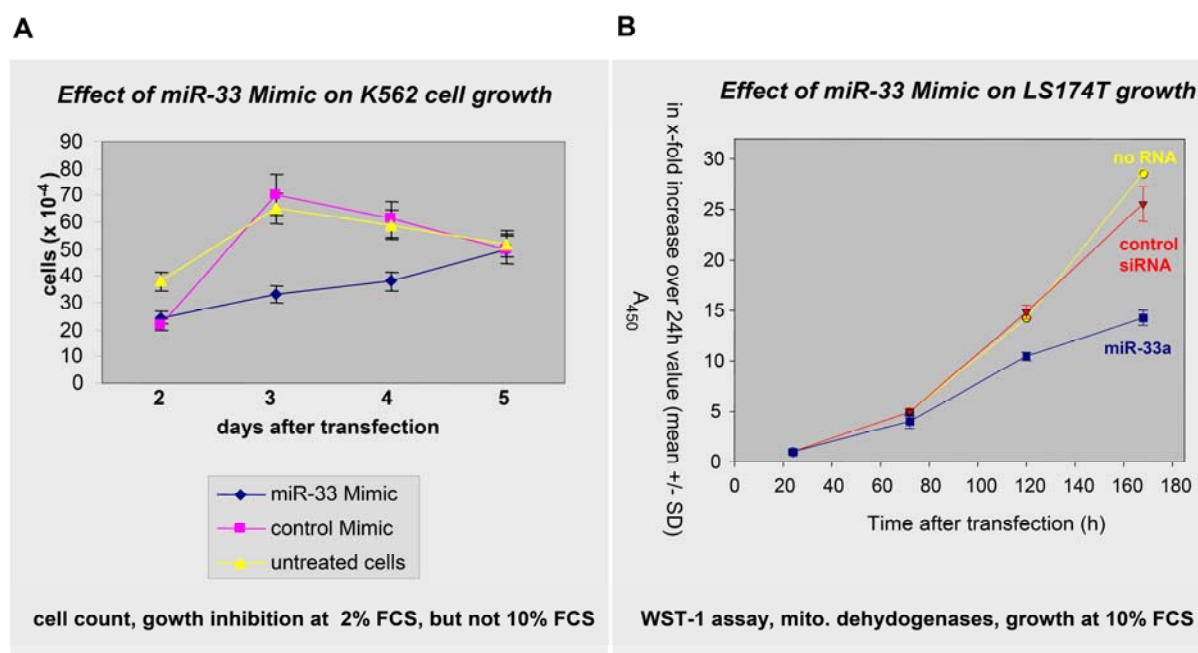 A
Effect of miR-33 Mimic on K562 cell growth
cells (x 10⁻⁴ )
90
80
70
60
50
40
30
20
10
0
2 3 4 5
days after transfection
miR-33 Mimic
control Mimic
untreated cells
cell count, gowth inhibition at 2% FCS, but not 10% FCS
B
Effect of miR-33 Mimic on LS174T growth
A₄₅₀
in x-fold increase over 24h value (mean +/- SD)
30
25
20
15
10
5
0
0 20 40 60 80 100 120 140 160 180
no RNA
control
siRNA
miR-33a
Time after transfection (h)
WST-1 assay, mito. dehydogenases, growth at 10% FCS